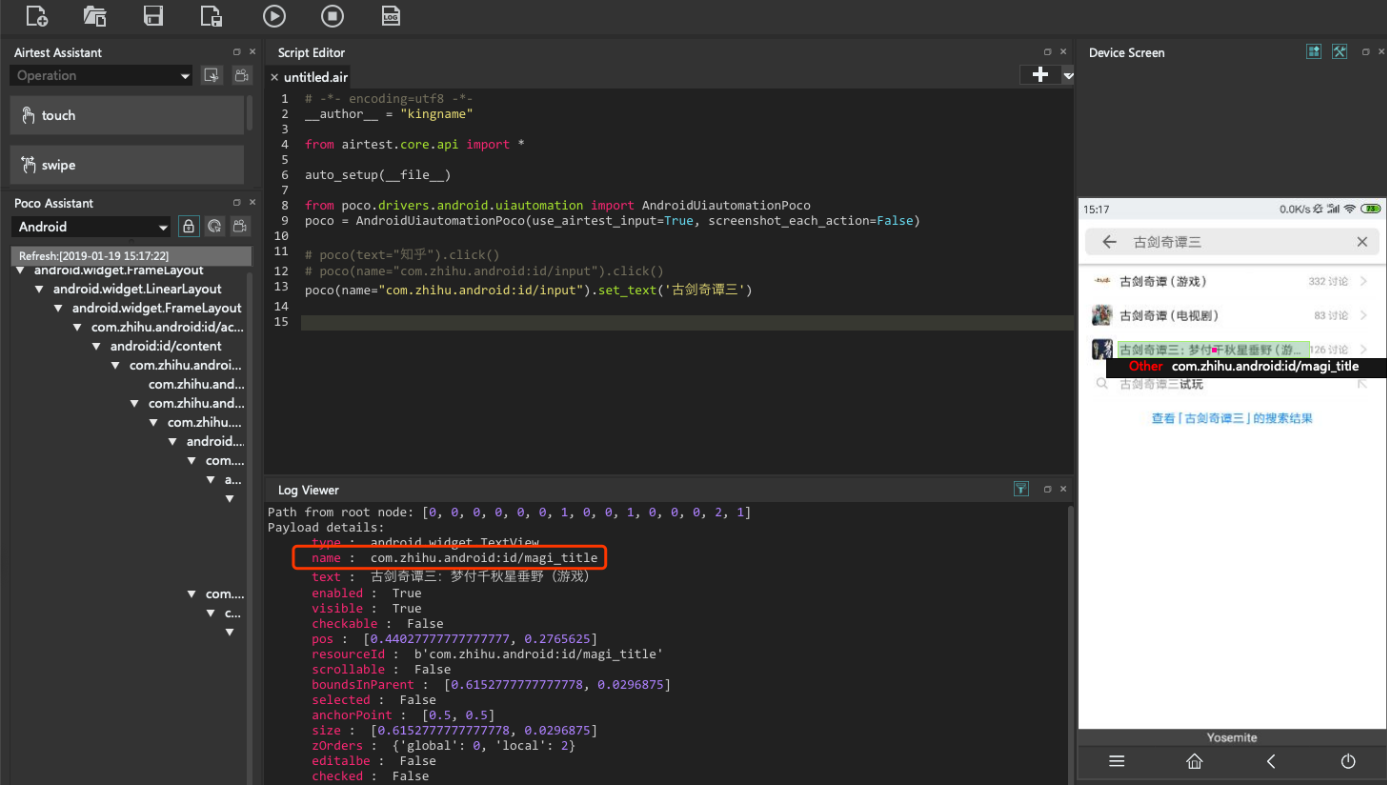 LOG
Airtest Assistant
Operation
touch
swipe
Poco Assistant
Android
Refresh:[2019-01-19 15:17:22]
android.widget.FrameLayout
android.widget.LinearLayout
android.widget.FrameLayout
com.zhihu.android:id/ac...
android:id/content
com.zhihu.androi...
com.zhihu.and...
com.zhihu.and...
com.zhihu....
android....
com....
a...
com....
c...
Script Editor
untitled.air
1 # -*- encoding=utf8 -*-
2 __author__ = "kingname"
3
4 from airtest.core.api import *
5
6 auto_setup(__file__)
7
8 from poco.drivers.android.uiautomation import AndroidUiautomationPoco
9 poco = AndroidUiautomationPoco(use_airtest_input=True, screenshot_each_action=False)
10
11 # poco(text="知乎").click()
12 # poco(name="com.zhihu.android:id/input").click()
13 poco(name="com.zhihu.android:id/input").set_text('古剑奇谭三')
14
15
Log Viewer
Path from root node: [0, 0, 0, 0, 0, 0, 1, 0, 0, 1, 0, 0, 0, 2, 1]
Payload details:
type : android.widget.TextView
name : com.zhihu.android:id/magi_title
text : 古剑奇谭三：梦付千秋星垂野（游戏）
enabled : True
visible : True
checkable : False
pos : [0.44027777777777777, 0.2765625]
resourceId : b'com.zhihu.android:id/magi_title'
scrollable : False
boundsInParent : [0.6152777777777778, 0.0296875]
selected : False
anchorPoint : [0.5, 0.5]
size : [0.6152777777777778, 0.0296875]
zOrders : {'global': 0, 'local': 2}
editalbe : False
checked : False
Device Screen
15:17 0.0K/s
古剑奇谭三
古剑奇谭（游戏） 332 讨论
古剑奇谭（电视剧） 83 讨论
古剑奇谭三：梦付千秋星垂野（游... 126 讨论
Other com.zhihu.android:id/magi_title
古剑奇谭三试玩
查看「古剑奇谭三」的搜索结果
Yosemite